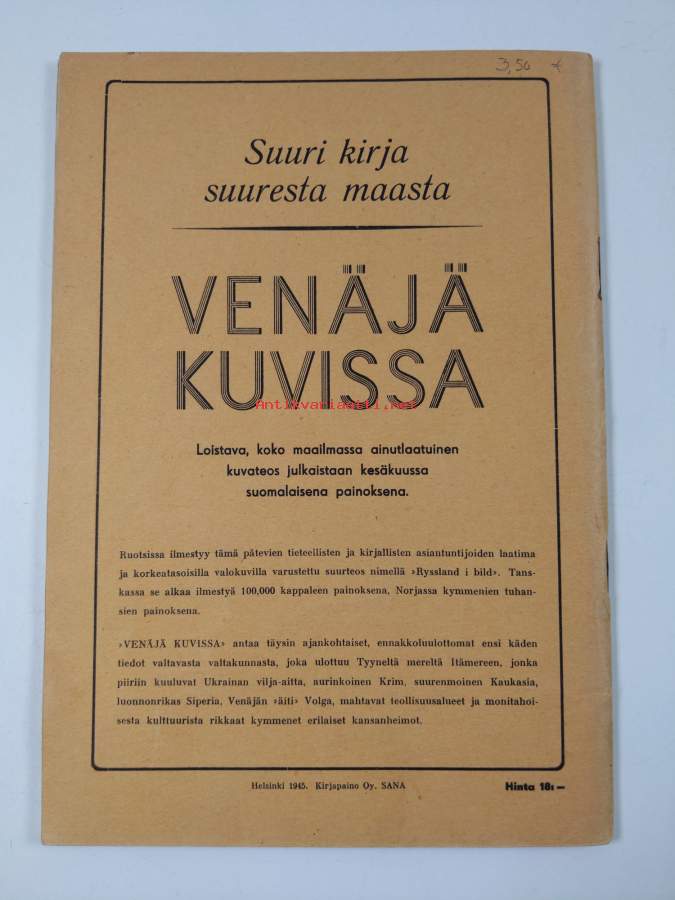 3,50 €
Suuri kirja
suuresta maasta
VENÄJÄ
KUVISSA
Antikvariaatti.net
Loistava, koko maailmassa ainutlaatuinen
kuvateos julkaistaan kesäkuussa
suomalaisena painoksena.
Ruotsissa ilmestyy tämä pätevien tieteellisten ja kirjallisten asiantuntijoiden laatima
ja korkeatasoisilla valokuvilla varustettu suurteos nimellä »Ryssland i bild». Tans-
kassa se alkaa ilmestyä 100,000 kappaleen painoksena, Norjassa kymmenien tuhan-
sien painoksena.
»VENÄJÄ KUVISSA» antaa täysin ajankohtaiset, ennakkoluulottomat ensi käden
tiedot valtavasta valtakunnasta, joka ulottuu Tyyneltä mereltä Itämereen, jonka
piiriin kuuluvat Ukrainan vilja-aitta, aurinkoinen Krim, suurenmoinen Kaukasia,
luonnonrikas Siperia, Venäjän »äiti» Volga, mahtavat teollisuusalueet ja monitahoi-
sesta kulttuurista rikkaat kymmenet erilaiset kansanheimot.
Helsinki 1945. Kirjapaino Oy. SANA
Hinta 18:—